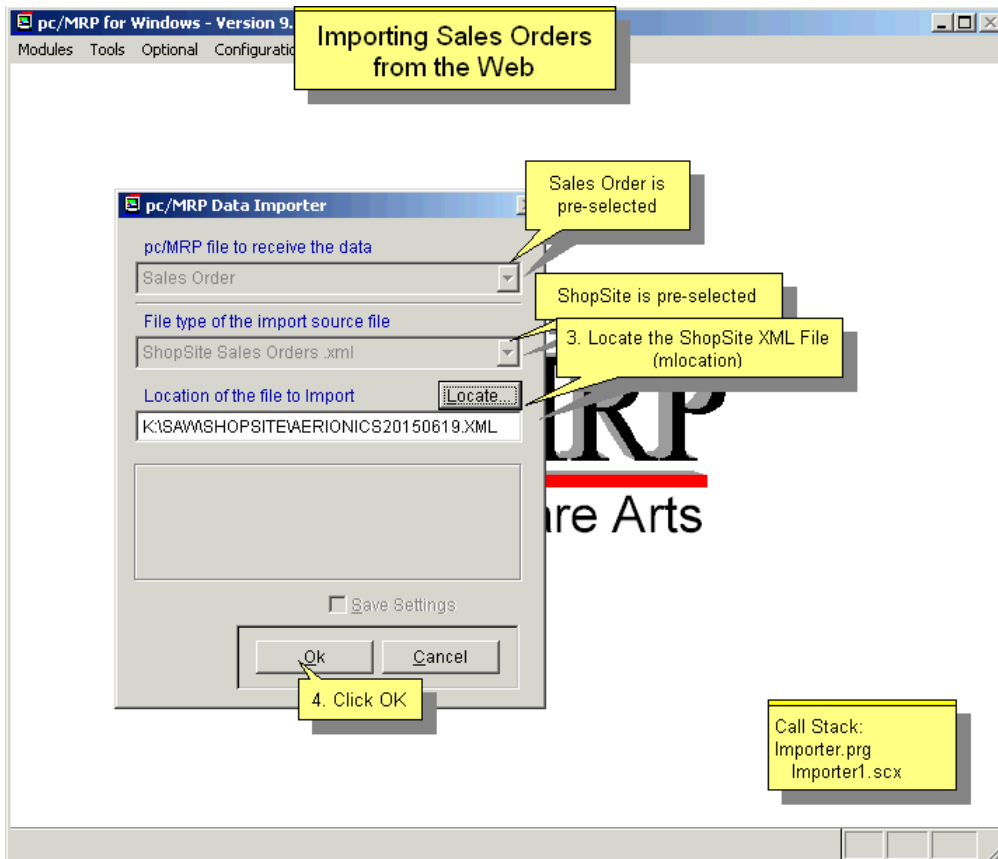 pc/MRP for Windows - Version 9.
Modules Tools Optional Configuratio
Importing Sales Orders
from the Web
Sales Order is
pre-selected
pc/MRP Data Importer
pc/MRP file to receive the data
Sales Order
ShopSite is pre-selected
File type of the import source file
ShopSite Sales Orders .xml
3. Locate the ShopSite XML File
(mlocation)
Location of the file to Import
Locate...
K:\SAW\SHOPSITE\AERIONICS20150619.XML
MRP
are Arts
Save Settings
Ok
Cancel
4. Click OK
Call Stack:
Importer.prg
Importer1.scx